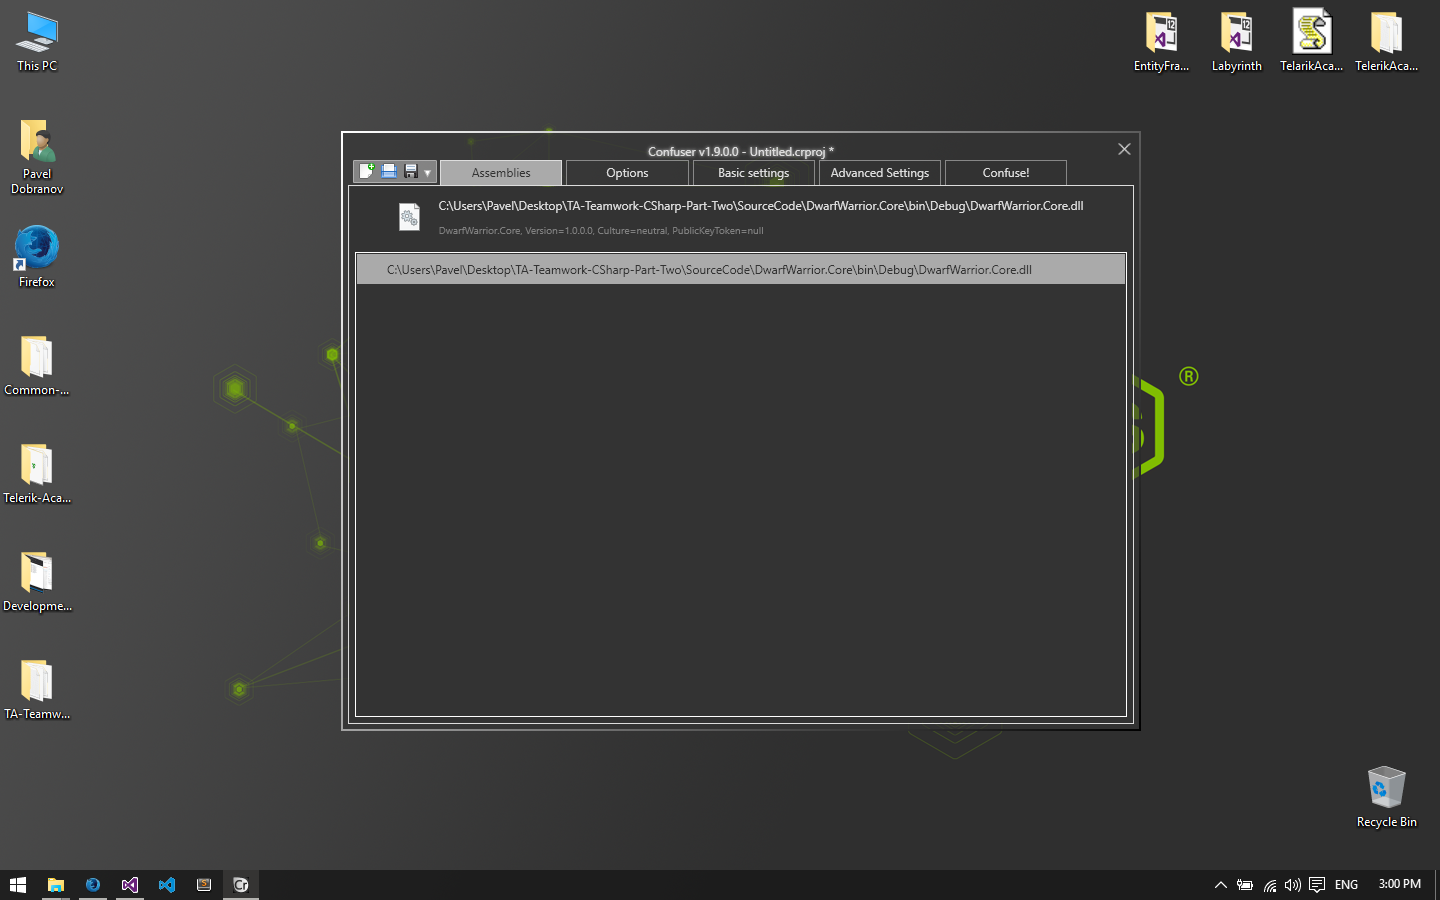 This PC
Pavel
Dobranov
Firefox
Common-...
Telerik-Aca...
Developme...
TA-Teamw...
EntityFra...
Labyrinth
TelarikAca...
TelerikAca...
12
12
Confuser v1.9.0.0 - Untitled.crproj *
Assemblies
Options
Basic settings
Advanced Settings
Confuse!
C:\Users\Pavel\Desktop\TA-Teamwork-CSharp-Part-Two\SourceCode\DwarfWarrior.Core\bin\Debug\DwarfWarrior.Core.dll
DwarfWarrior.Core, Version=1.0.0.0, Culture=neutral, PublicKeyToken=null
C:\Users\Pavel\Desktop\TA-Teamwork-CSharp-Part-Two\SourceCode\DwarfWarrior.Core\bin\Debug\DwarfWarrior.Core.dll
®
Recycle Bin
Cr
ENG
3:00 PM